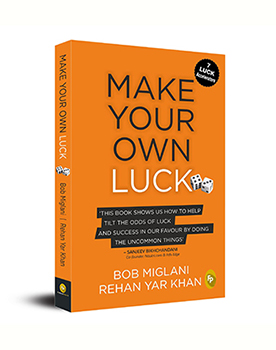 MAKE YOUR OWN LUCK
Bob Miglani | Rehan Yar Khan
7
LUCK
Accelerators
MAKE
YOUR
OWN
LUCK
'THIS BOOK SHOWS US HOW TO HELP
TILT THE ODDS OF LUCK
AND SUCCESS IN OUR FAVOUR BY DOING
THE UNCOMMON THINGS'
- SANJEEV BIKHCHANDANI
BOB MIGLANI
REHAN YAR KHAN
FP